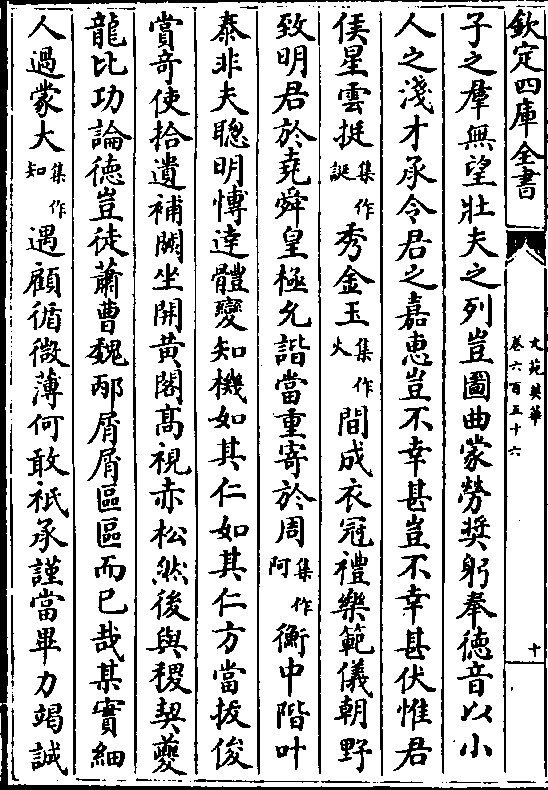 欽定四庫全書
文苑英華
卷六百五十六
十
子之羣無望壯夫之列豈圖曲蒙勞奬躬奉德音以小
人之淺才承令君之嘉惠豈不幸甚豈不幸甚伏惟君
侯星雲挺集作誕秀金玉集作火間成衣冠禮樂範儀朝野
致明君於堯舜皇極允諧當重寄於周集作阿衡中階叶
泰非夫聰明博達體變知機如其仁如其仁方當拔俊
賞竒使拾遺補闕坐開黄閣髙視赤松然後與稷契夔
龍比功論德豈徒蕭曹魏邴屑屑區區而已哉某實細
人過蒙大集作知遇顧循微薄何敢祇承謹當畢力竭誠